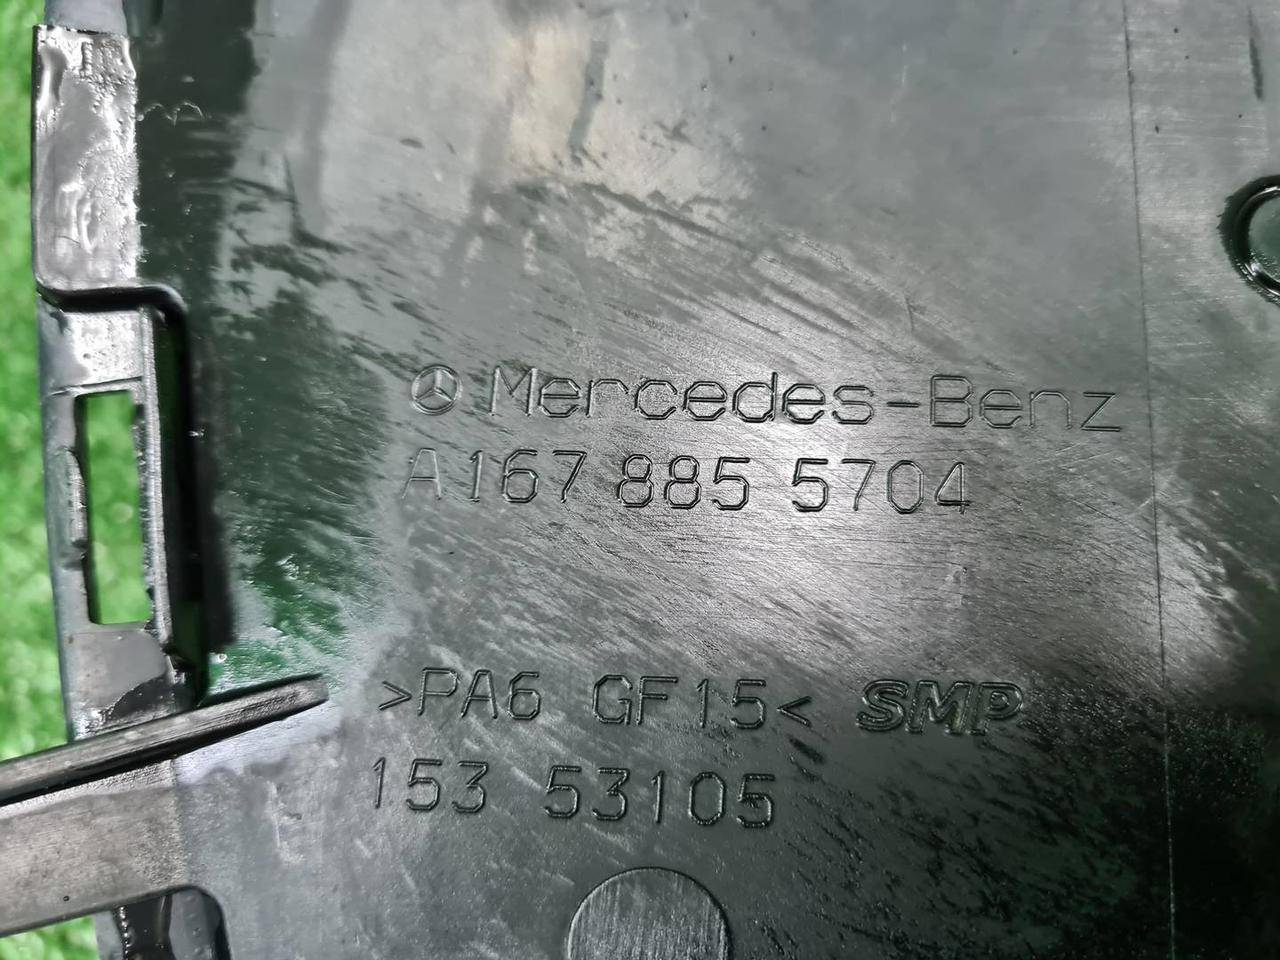 Mercedes-Benz
A 167 885 5704
>PA6 GF15< SMP
153 53105